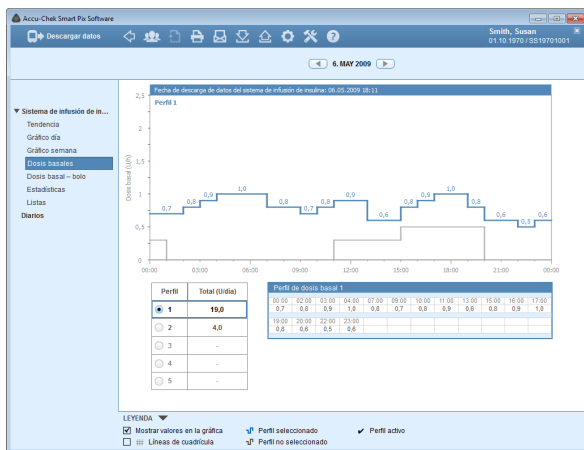 Accu-Chek Smart Pix Software
Descargar datos
Smith, Susan
01.10.1970 / SS19701001
6. MAY 2009
Sistema de infusión de in...
Tendencia
Gráfico día
Gráfico semana
Dosis basales
Dosis basal – bolo
Estadísticas
Listas
Diarios
Fecha de descarga de datos del sistema de infusión de insulina: 06.05.2009 18:11
Perfil 1
Dosis basal (U/h)
2,5
2
1,5
1
0,5
0
0,7 0,8 0,9 1,0 0,8 0,7 0,8 0,9 0,6 0,8 0,9 1,0 0,8 0,6 0,5 0,6
00:00 03:00 06:00 09:00 12:00 15:00 18:00 21:00 00:00
Perfil Total (U/día)
1 19,0
2 4,0
3 -
4 -
5 -
Perfil de dosis basal 1
00:00 02:00 03:00 04:00 07:00 09:00 10:00 11:00 13:00 15:00 16:00 17:00
0,7 0,8 0,9 1,0 0,8 0,7 0,8 0,9 0,6 0,8 0,9 1,0
19:00 20:00 22:00 23:00
0,8 0,6 0,5 0,6
LEYENDA
Mostrar valores en la gráfica
Perfil seleccionado
Perfil activo
Líneas de cuadrícula
Perfil no seleccionado